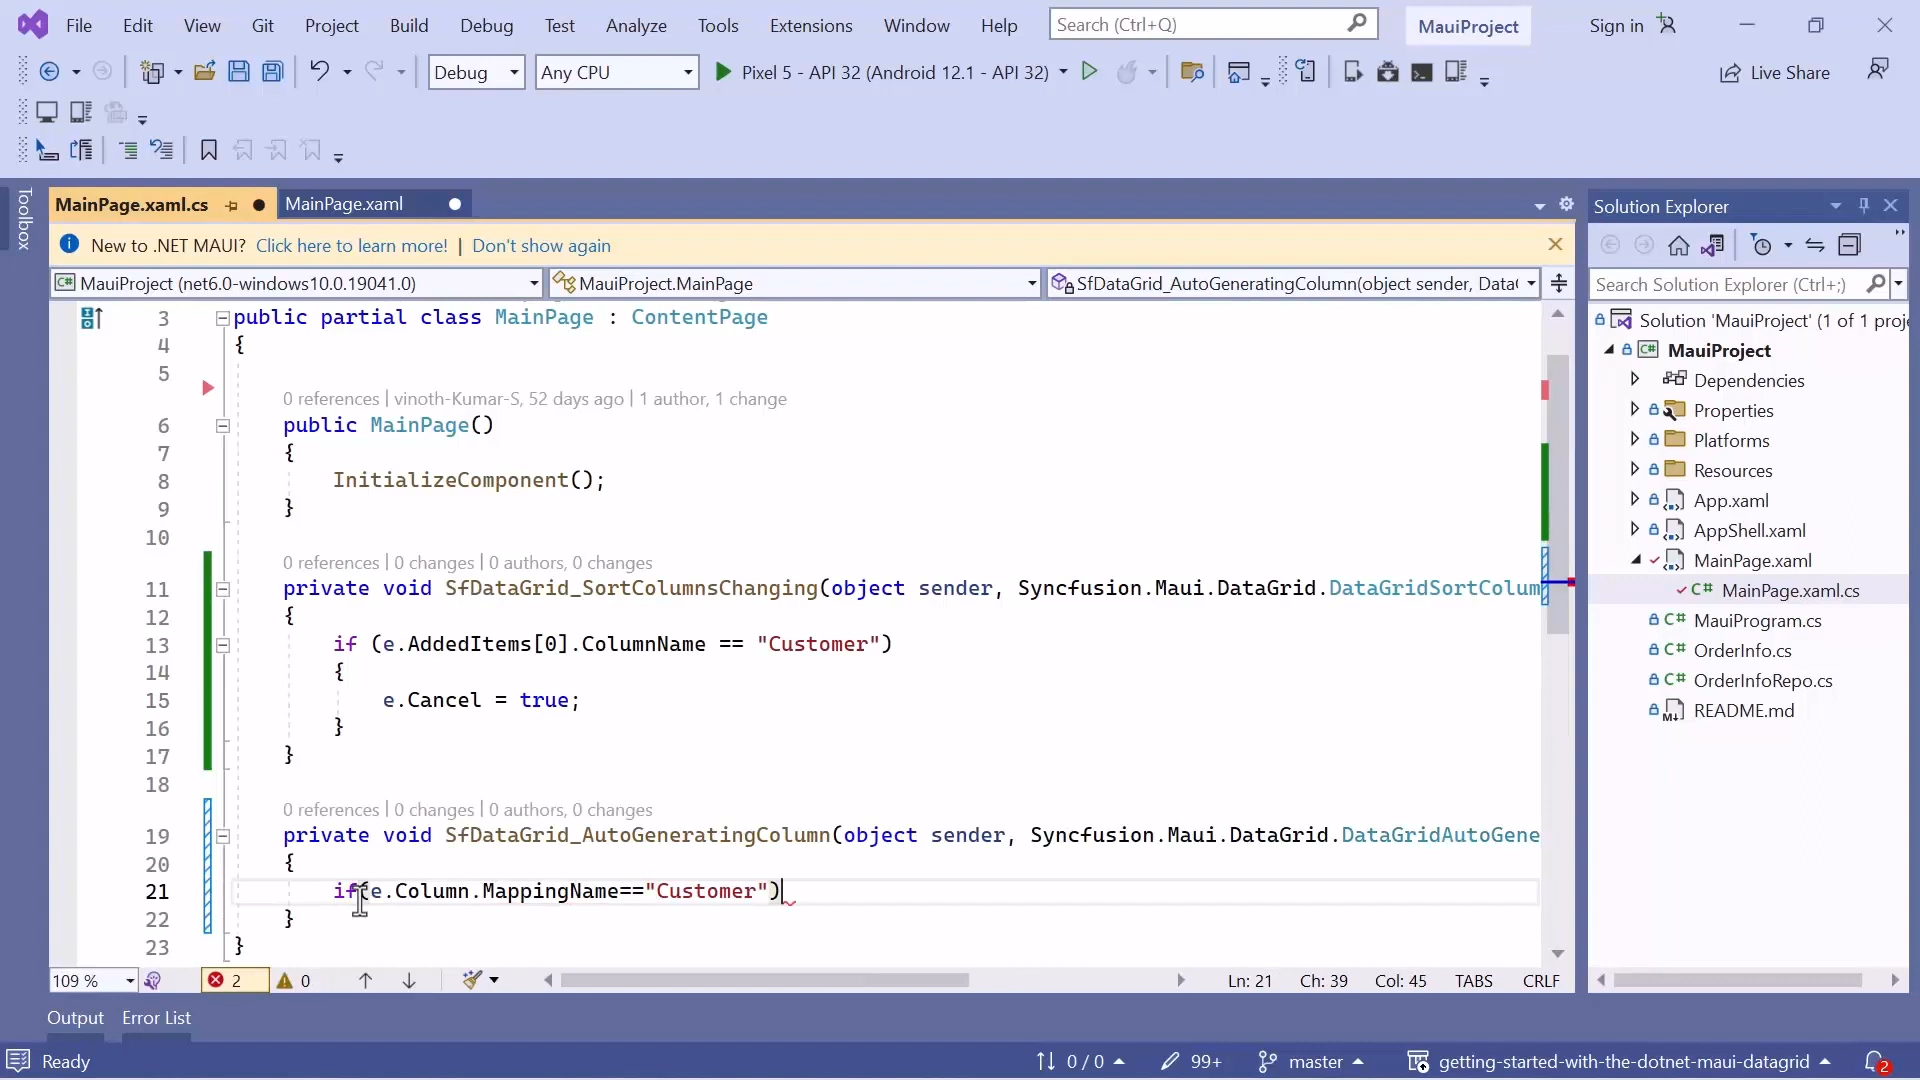 File Edit View Git Project Build Debug Test Analyze Tools Extensions Window Help Search (Ctrl+Q) MauiProject Sign in
Debug Any CPU Pixel 5 - API 32 (Android 12.1 - API 32) Live Share
Toolbox
MainPage.xaml.cs MainPage.xaml
New to .NET MAUI? Click here to learn more! | Don't show again
MauiProject (net6.0-windows10.0.19041.0) MauiProject.MainPage SfDataGrid_AutoGeneratingColumn(object sender, Data(
3 public partial class MainPage : ContentPage
4 {
5
0 references | vinoth-Kumar-S, 52 days ago | 1 author, 1 change
6 public MainPage()
7 {
8 InitializeComponent();
9 }
10
0 references | 0 changes | 0 authors, 0 changes
11 private void SfDataGrid_SortColumnsChanging(object sender, Syncfusion.Maui.DataGrid.DataGridSortColum
12 {
13 if (e.AddedItems[0].ColumnName == "Customer")
14 {
15 e.Cancel = true;
16 }
17 }
18
0 references | 0 changes | 0 authors, 0 changes
19 private void SfDataGrid_AutoGeneratingColumn(object sender, Syncfusion.Maui.DataGrid.DataGridAutoGene
20 {
21 if(e.Column.MappingName=="Customer")
22 }
23 }
109 % 2 0 Ln: 21 Ch: 39 Col: 45 TABS CRLF
Solution Explorer
Search Solution Explorer (Ctrl+;)
Solution 'MauiProject' (1 of 1 proje
MauiProject
Dependencies
Properties
Platforms
Resources
App.xaml
AppShell.xaml
MainPage.xaml
C# MainPage.xaml.cs
C# MauiProgram.cs
C# OrderInfo.cs
C# OrderInfoRepo.cs
README.md
Output Error List
Ready 0 / 0 99+ master getting-started-with-the-dotnet-maui-datagrid 2